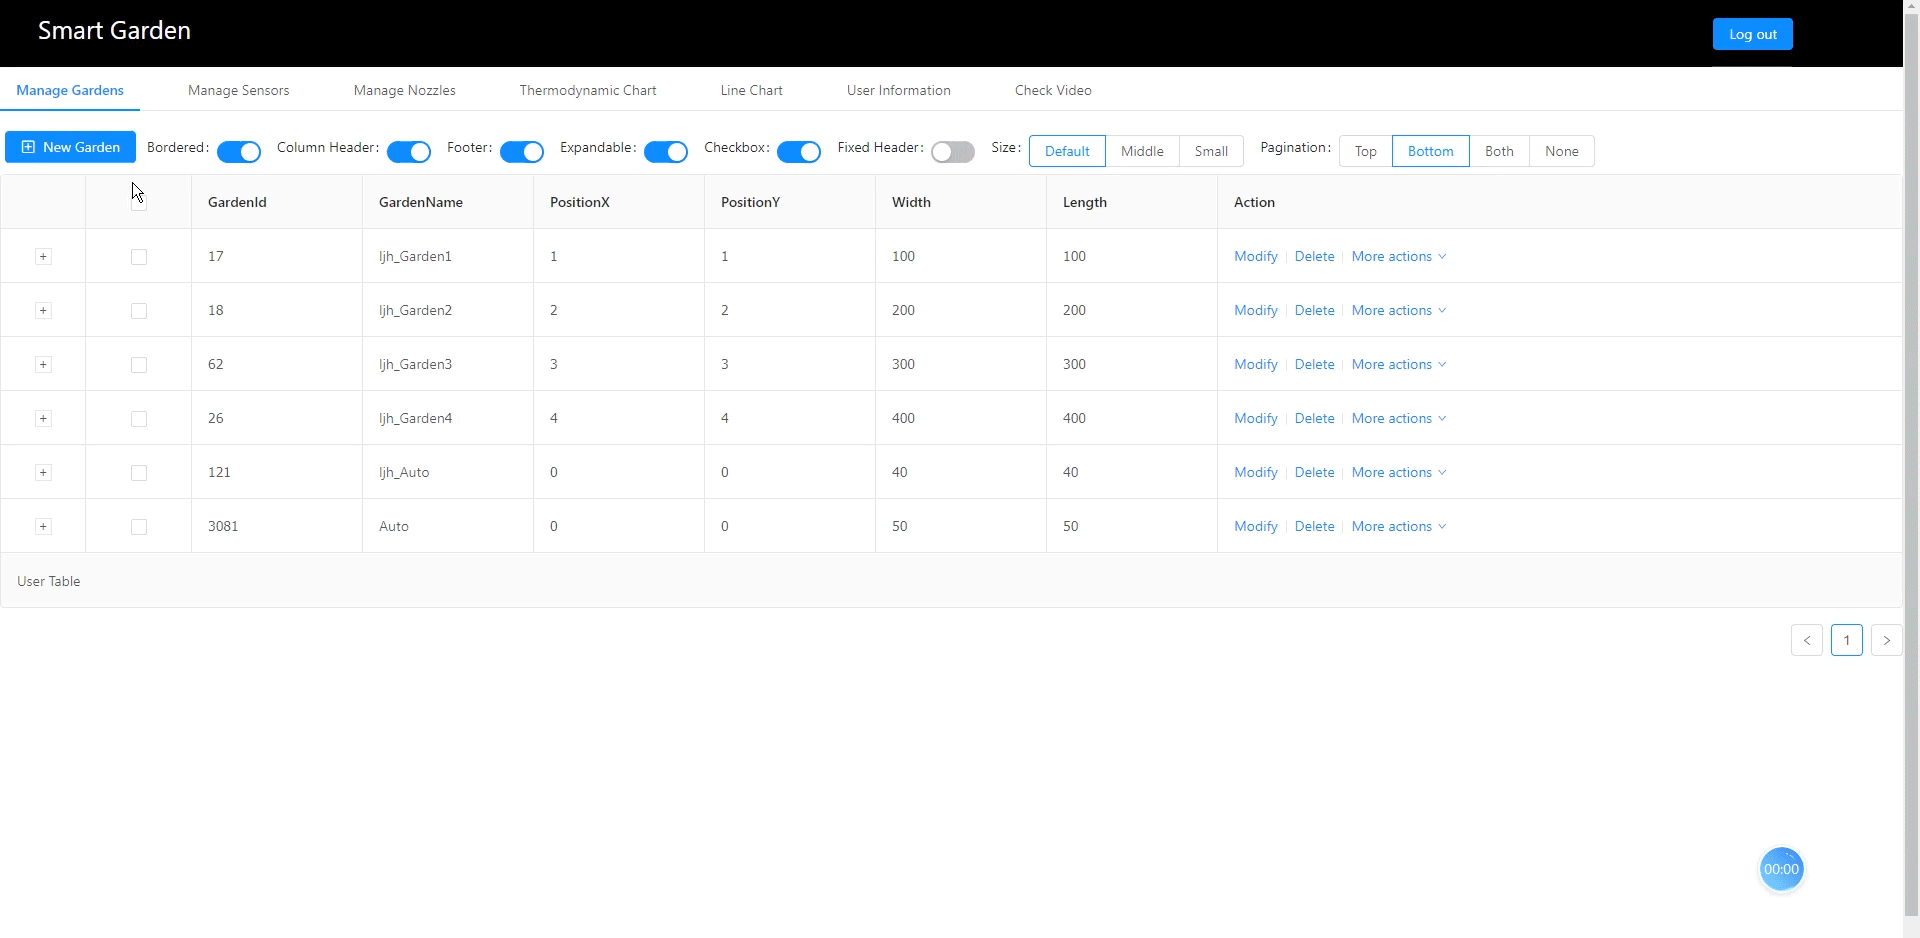 Smart Garden
Log out
Manage Gardens Manage Sensors Manage Nozzles Thermodynamic Chart Line Chart User Information Check Video
New Garden Bordered: Column Header: Footer: Expandable: Checkbox: Fixed Header: Size: Default Middle Small Pagination: Top Bottom Both None
GardenId GardenName PositionX PositionY Width Length Action
+ 17 ljh_Garden1 1 1 100 100 Modify Delete More actions
+ 18 ljh_Garden2 2 2 200 200 Modify Delete More actions
+ 62 ljh_Garden3 3 3 300 300 Modify Delete More actions
+ 26 ljh_Garden4 4 4 400 400 Modify Delete More actions
+ 121 ljh_Auto 0 0 40 40 Modify Delete More actions
+ 3081 Auto 0 0 50 50 Modify Delete More actions
User Table
< 1 >
00:00